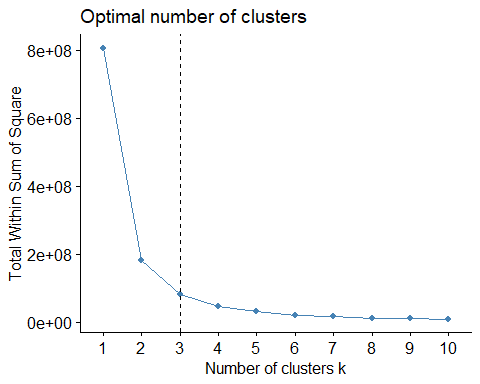 Optimal number of clusters
Total Within Sum of Square
8e+08
6e+08
4e+08
2e+08
0e+00
1 2 3 4 5 6 7 8 9 10
Number of clusters k